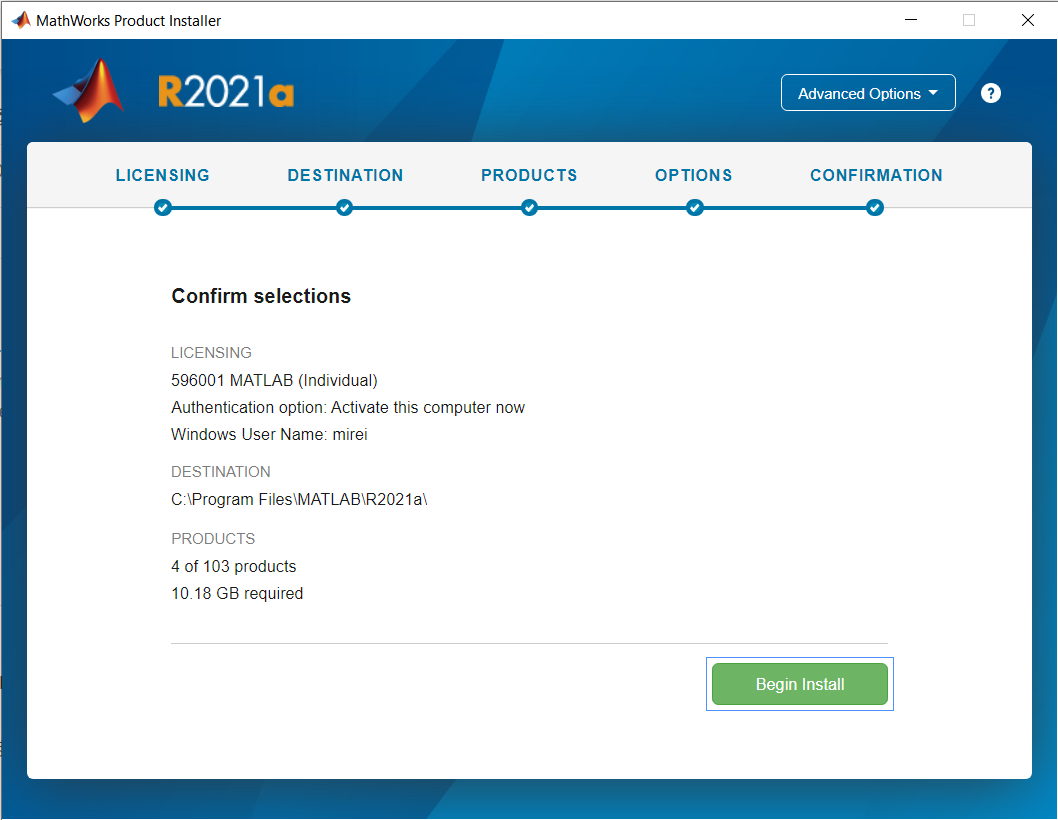 MathWorks Product Installer
R2021a
Advanced Options
?
LICENSING DESTINATION PRODUCTS OPTIONS CONFIRMATION
Confirm selections
LICENSING
596001 MATLAB (Individual)
Authentication option: Activate this computer now
Windows User Name: mirei
DESTINATION
C:\Program Files\MATLAB\R2021a\
PRODUCTS
4 of 103 products
10.18 GB required
Begin Install